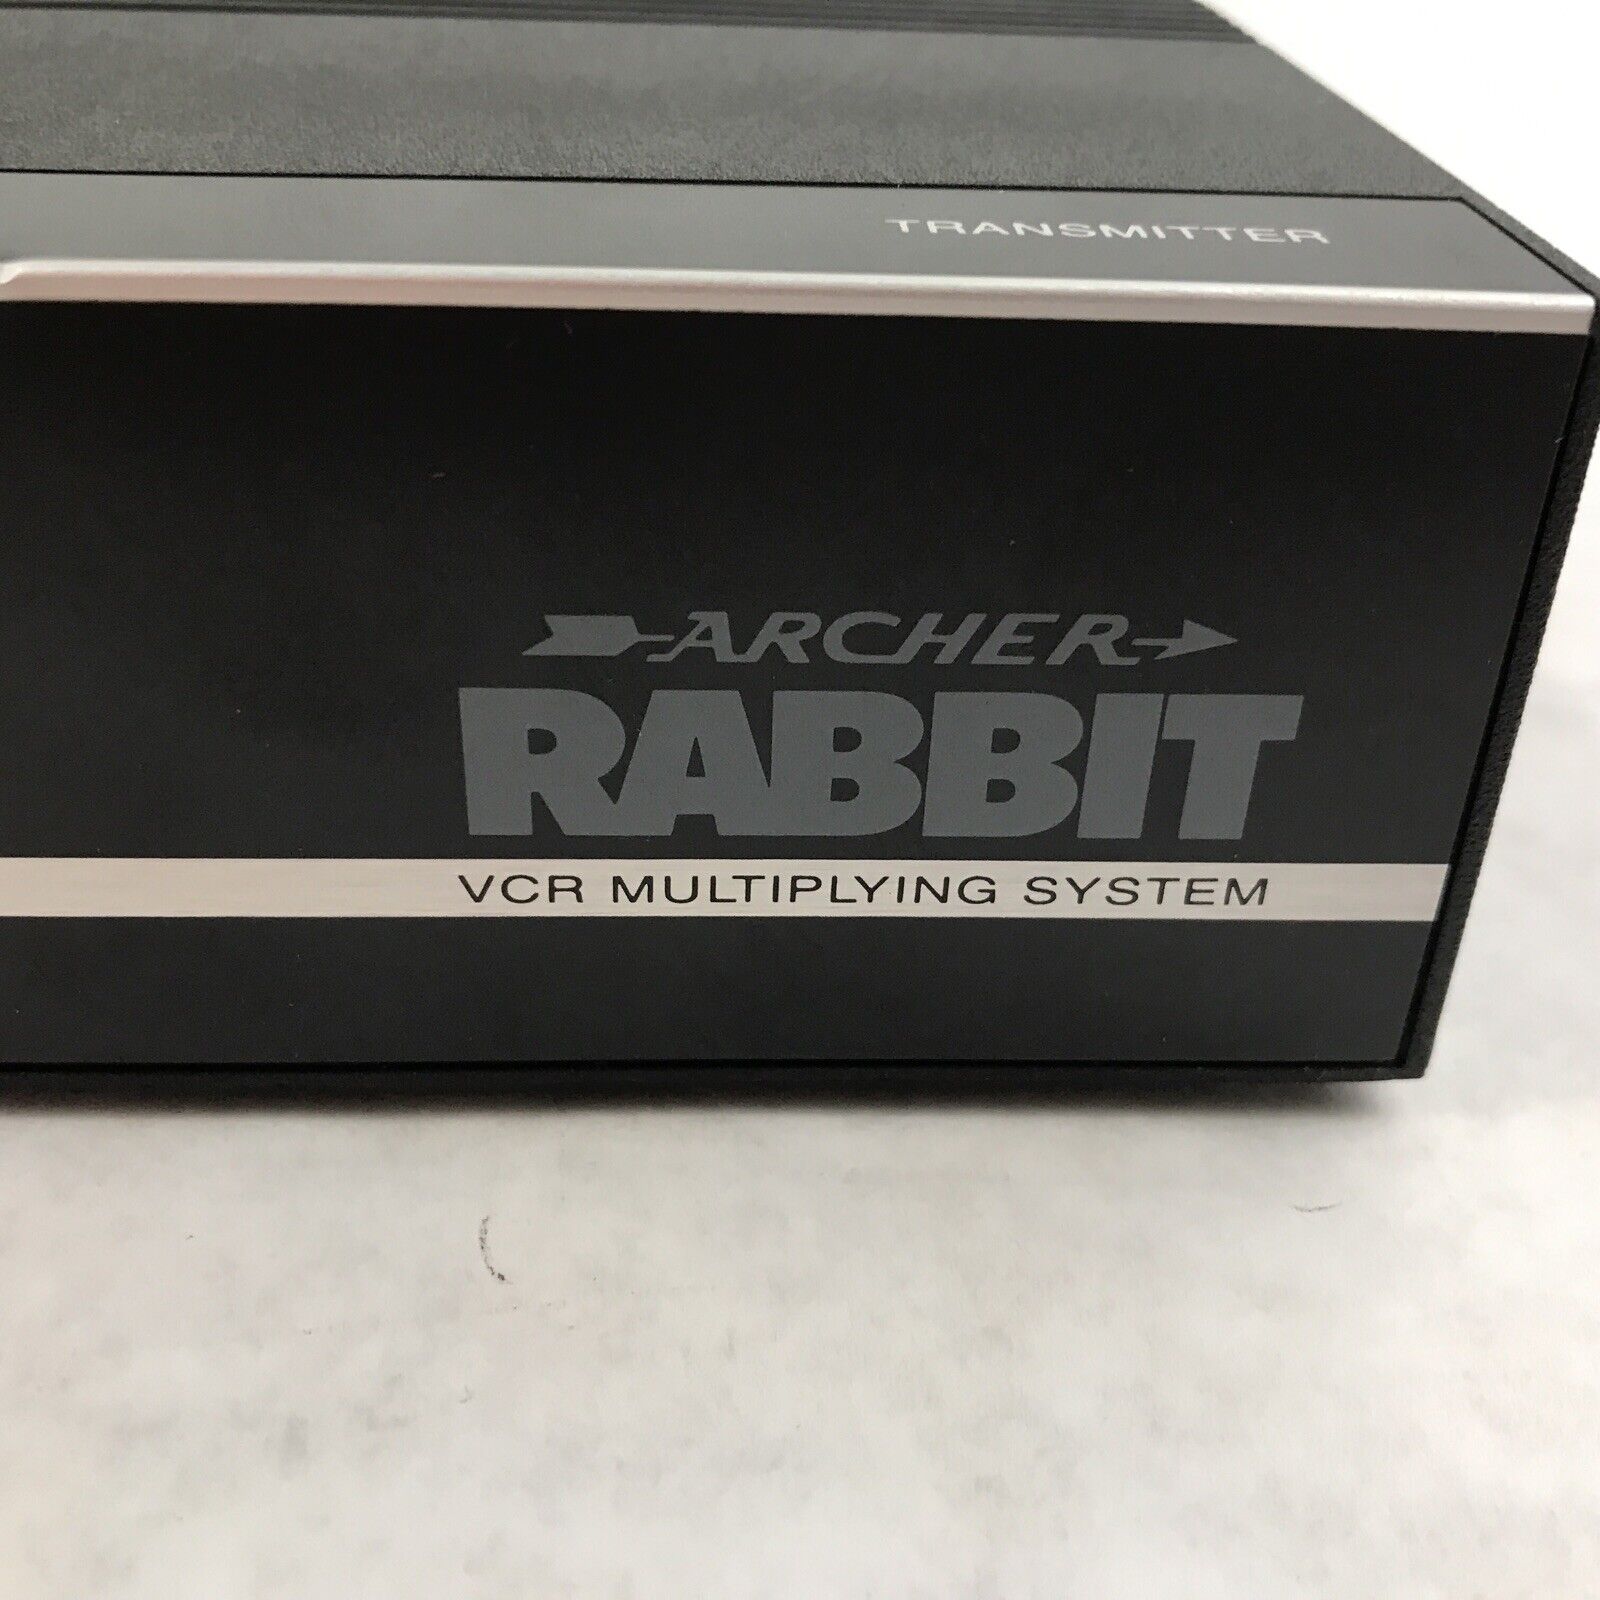 TRANSMITTER
ARCHER
RABBIT
VCR MULTIPLYING SYSTEM